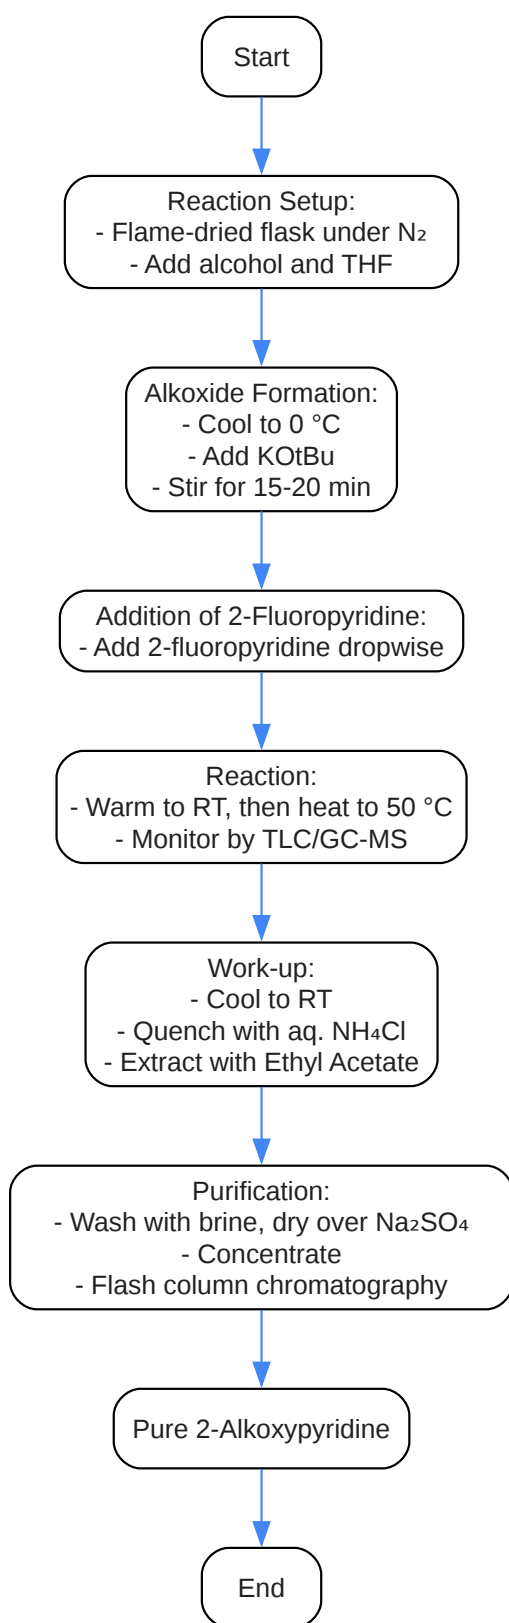 Start
Reaction Setup:
- Flame-dried flask under N₂
- Add alcohol and THF
Alkoxide Formation:
- Cool to 0 °C
- Add KOtBu
- Stir for 15-20 min
Addition of 2-Fluoropyridine:
- Add 2-fluoropyridine dropwise
Reaction:
- Warm to RT, then heat to 50 °C
- Monitor by TLC/GC-MS
Work-up:
- Cool to RT
- Quench with aq. NH₄Cl
- Extract with Ethyl Acetate
Purification:
- Wash with brine, dry over Na₂SO₄
- Concentrate
- Flash column chromatography
Pure 2-Alkoxypyridine
End